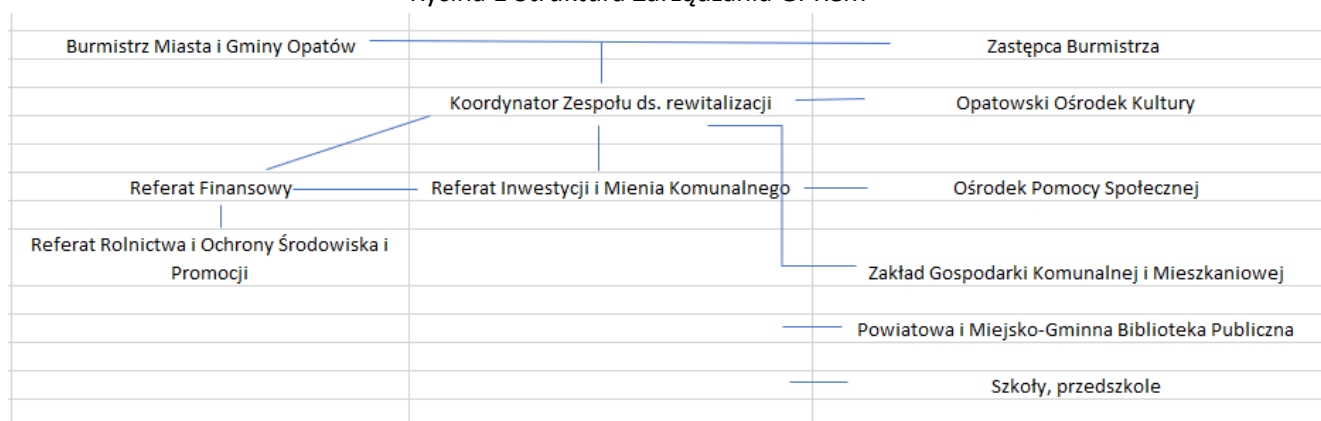 Burmistrz Miasta i Gminy Opatów
Zastępca Burmistrza
Koordynator Zespołu ds. rewitalizacji
Opatowski Ośrodek Kultury
Referat Finansowy
Referat Inwestycji i Mienia Komunalnego
Ośrodek Pomocy Społecznej
Referat Rolnictwa i Ochrony Środowiska i
Promocji
Zakład Gospodarki Komunalnej i Mieszkaniowej
Powiatowa i Miejsko-Gminna Biblioteka Publiczna
Szkoły, przedszkole